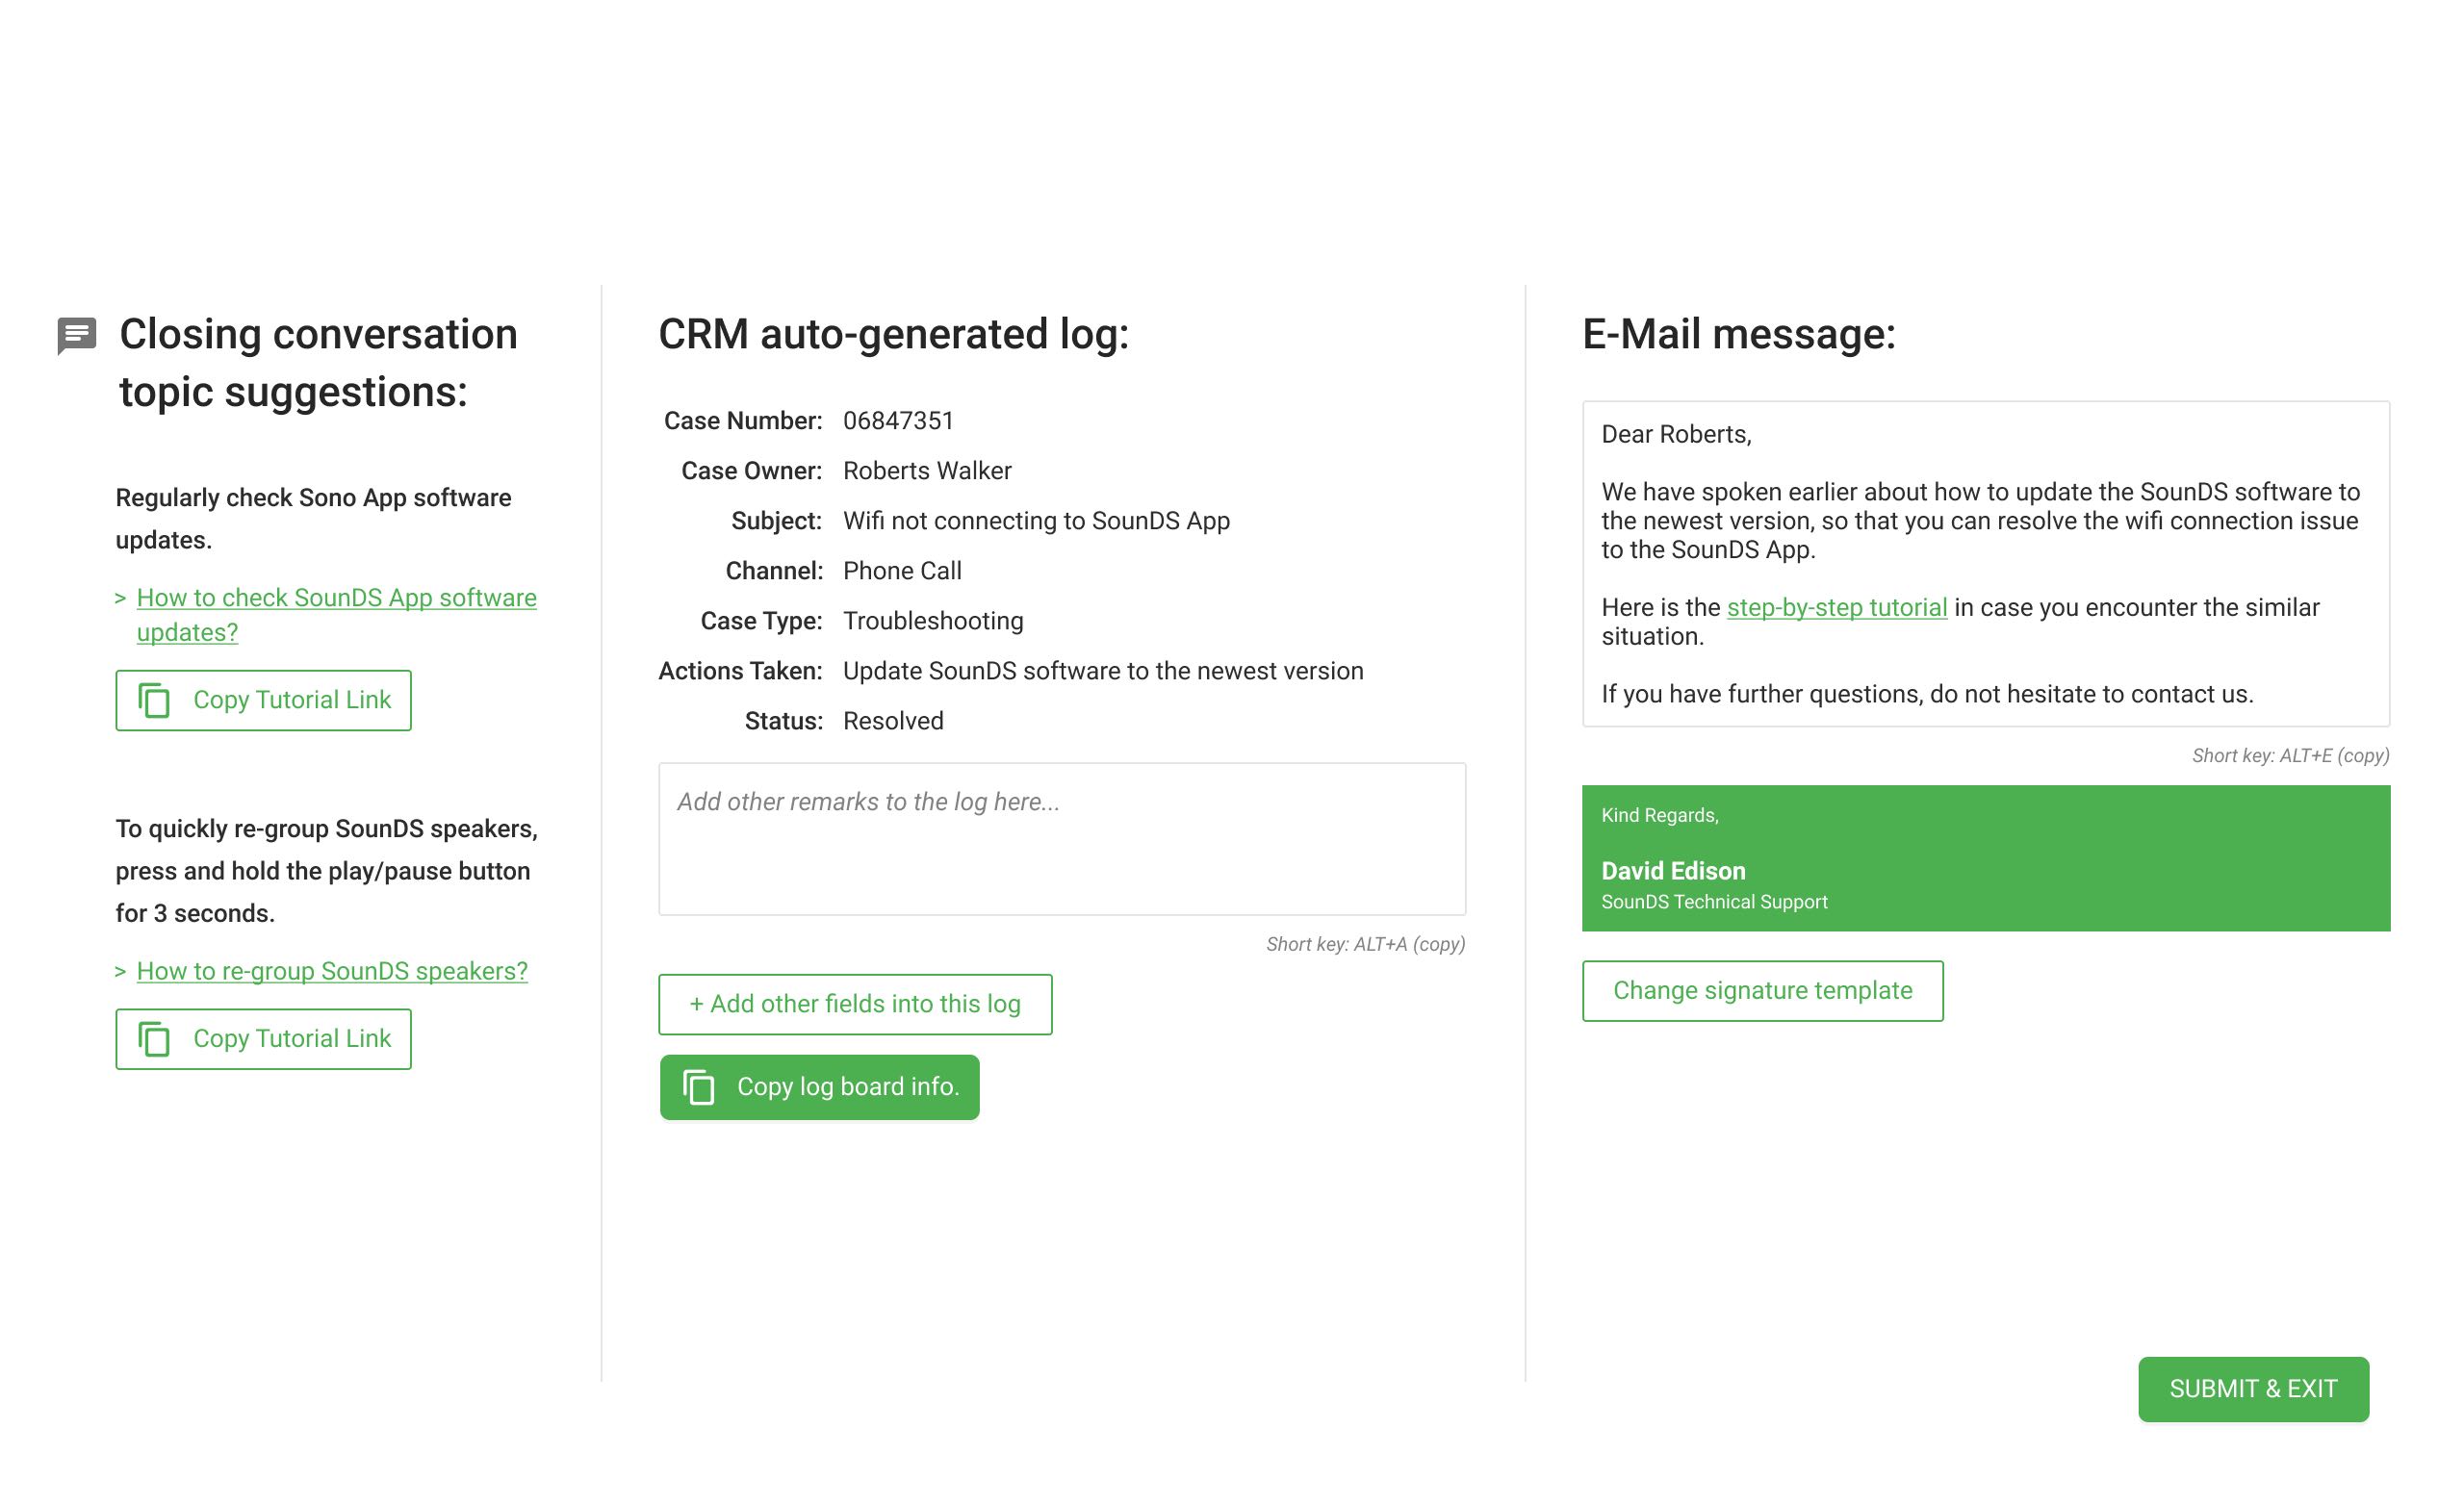 Closing conversation
topic suggestions:
Regularly check Sono App software
updates.
> How to check SounDS App software
updates?
Copy Tutorial Link
To quickly re-group SounDS speakers,
press and hold the play/pause button
for 3 seconds.
> How to re-group SounDS speakers?
Copy Tutorial Link
CRM auto-generated log:
Case Number: 06847351
Case Owner: Roberts Walker
Subject: Wifi not connecting to SounDS App
Channel: Phone Call
Case Type: Troubleshooting
Actions Taken: Update SounDS software to the newest version
Status: Resolved
Add other remarks to the log here...
Short key: ALT+A (copy)
+ Add other fields into this log
Copy log board info.
E-Mail message:
Dear Roberts,
We have spoken earlier about how to update the SounDS software to
the newest version, so that you can resolve the wifi connection issue
to the SounDS App.
Here is the step-by-step tutorial in case you encounter the similar
situation.
If you have further questions, do not hesitate to contact us.
Short key: ALT+E (copy)
Kind Regards,
David Edison
SounDS Technical Support
Change signature template
SUBMIT & EXIT